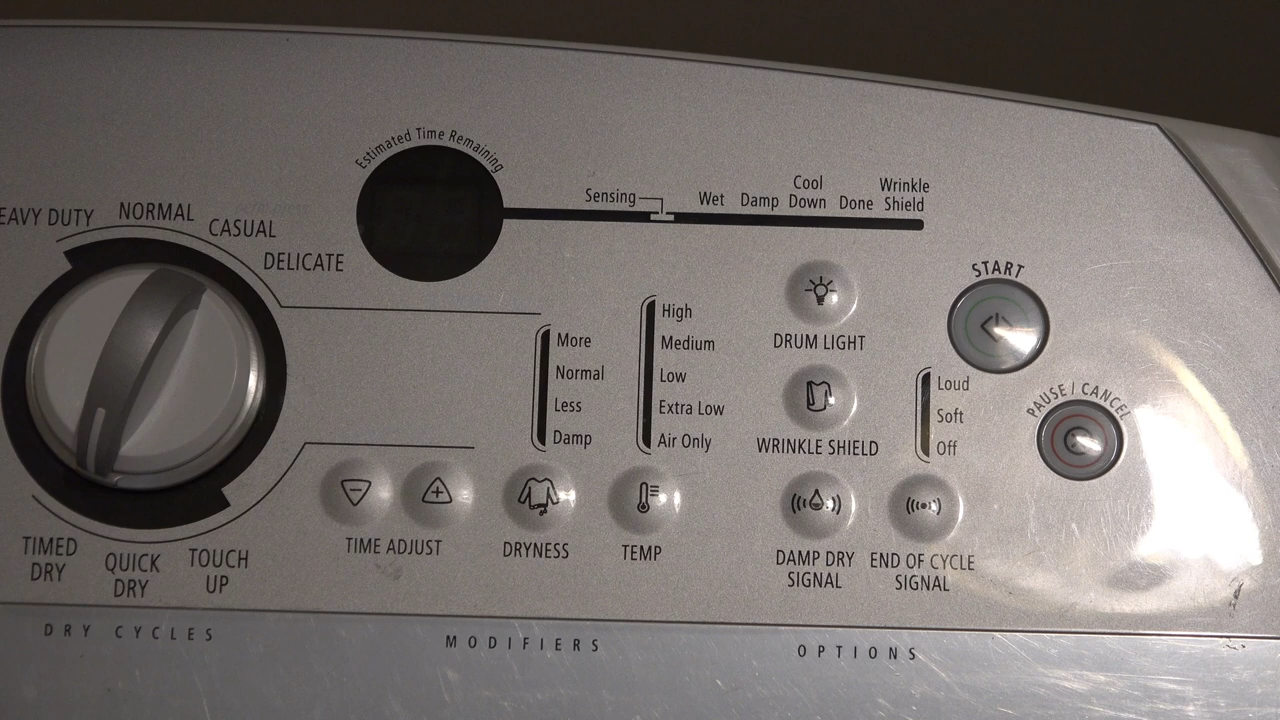 Estimated Time Remaining
Sensing
Wet
Damp
Cool
Down
Done
Wrinkle
Shield
EAVY DUTY
NORMAL
CASUAL
DELICATE
START
High
Medium
Low
Extra Low
Air Only
More
Normal
Less
Damp
DRUM LIGHT
WRINKLE SHIELD
Loud
Soft
Off
PAUSE / CANCEL
TIME ADJUST
DRYNESS
TEMP
DAMP DRY
SIGNAL
END OF CYCLE
SIGNAL
TIMED
DRY
QUICK
DRY
TOUCH
UP
DRY CYCLES
MODIFIERS
OPTIONS